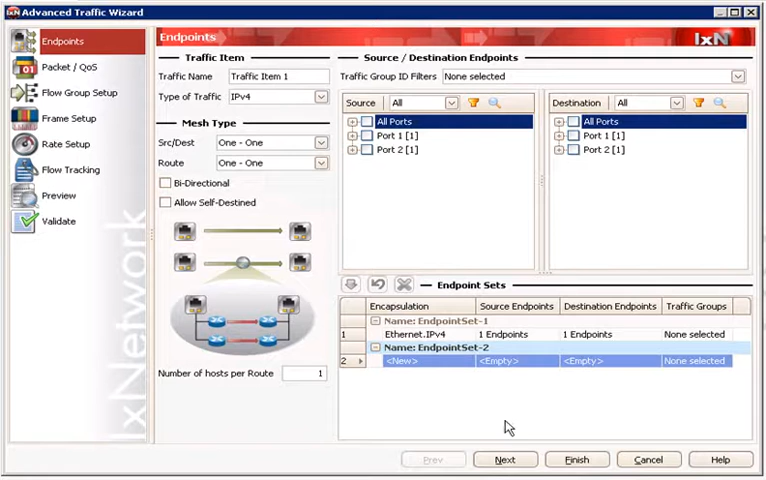 Advanced Traffic Wizard
Endpoints
Packet / QoS
Flow Group Setup
Frame Setup
Rate Setup
Flow Tracking
Preview
Validate
IxNetwork
Endpoints
IxN
Traffic Item
Traffic Name Traffic Item 1
Type of Traffic IPv4
Mesh Type
Src/Dest One - One
Route One - One
Bi-Directional
Allow Self-Destined
Number of hosts per Route 1
Source / Destination Endpoints
Traffic Group ID Filters None selected
Source All
All Ports
Port 1 [1]
Port 2 [1]
Destination All
All Ports
Port 1 [1]
Port 2 [1]
Endpoint Sets
Encapsulation Source Endpoints Destination Endpoints Traffic Groups
Name: EndpointSet-1
1 Ethernet.IPv4 1 Endpoints 1 Endpoints None selected
Name: EndpointSet-2
2 <New> <Empty> <Empty> None selected
Prev Next Finish Cancel Help